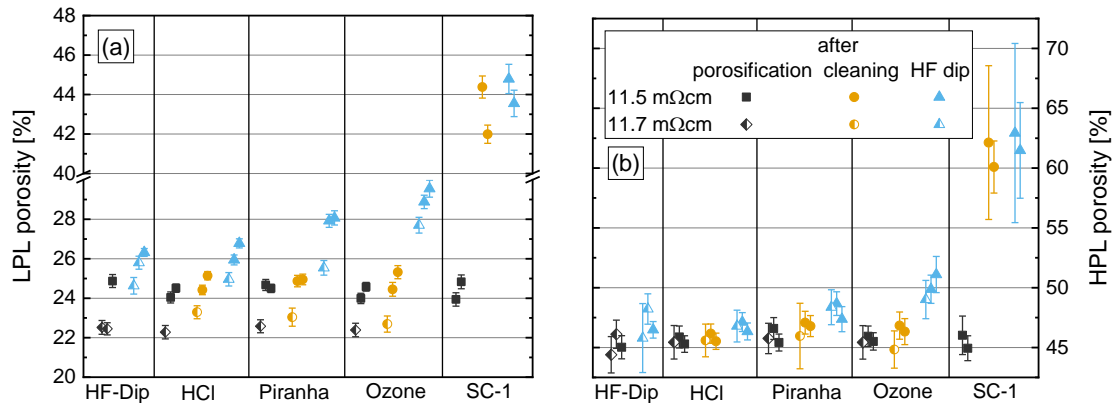 48
46
44
42
40
28
26
24
22
20
LPL porosity [%]
(a)
HF-Dip HCl Piranha Ozone SC-1
after
porosification cleaning HF dip
11.5 mΩcm
11.7 mΩcm
(b)
70
65
60
55
50
45
HPL porosity [%]
HF-Dip HCl Piranha Ozone SC-1